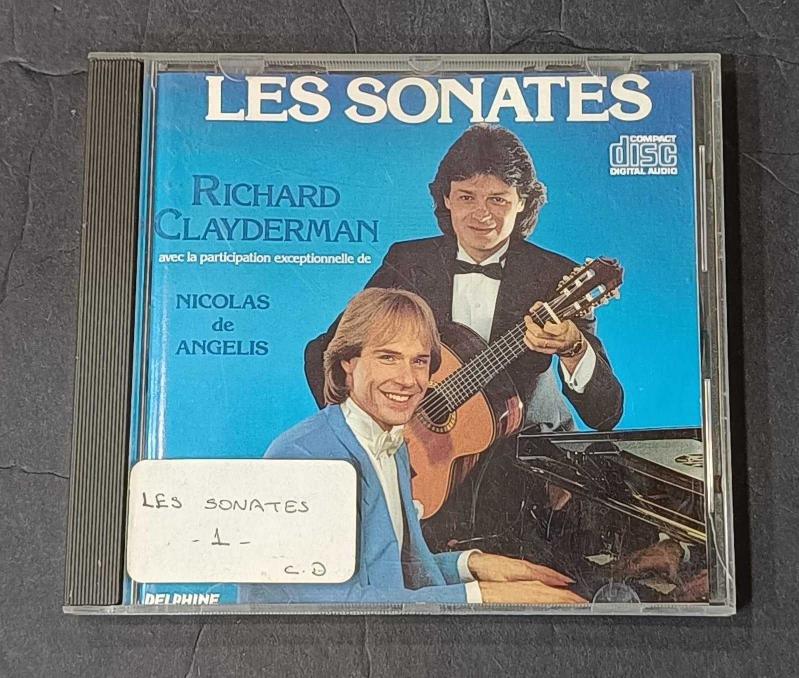 LES SONATES
COMPACT
disc
DIGITAL AUDIO
RICHARD
CLAYDERMAN
avec la participation exceptionnelle de
NICOLAS
de
ANGELIS
LES SONATES
- 1 -
C.D
DELPHINE